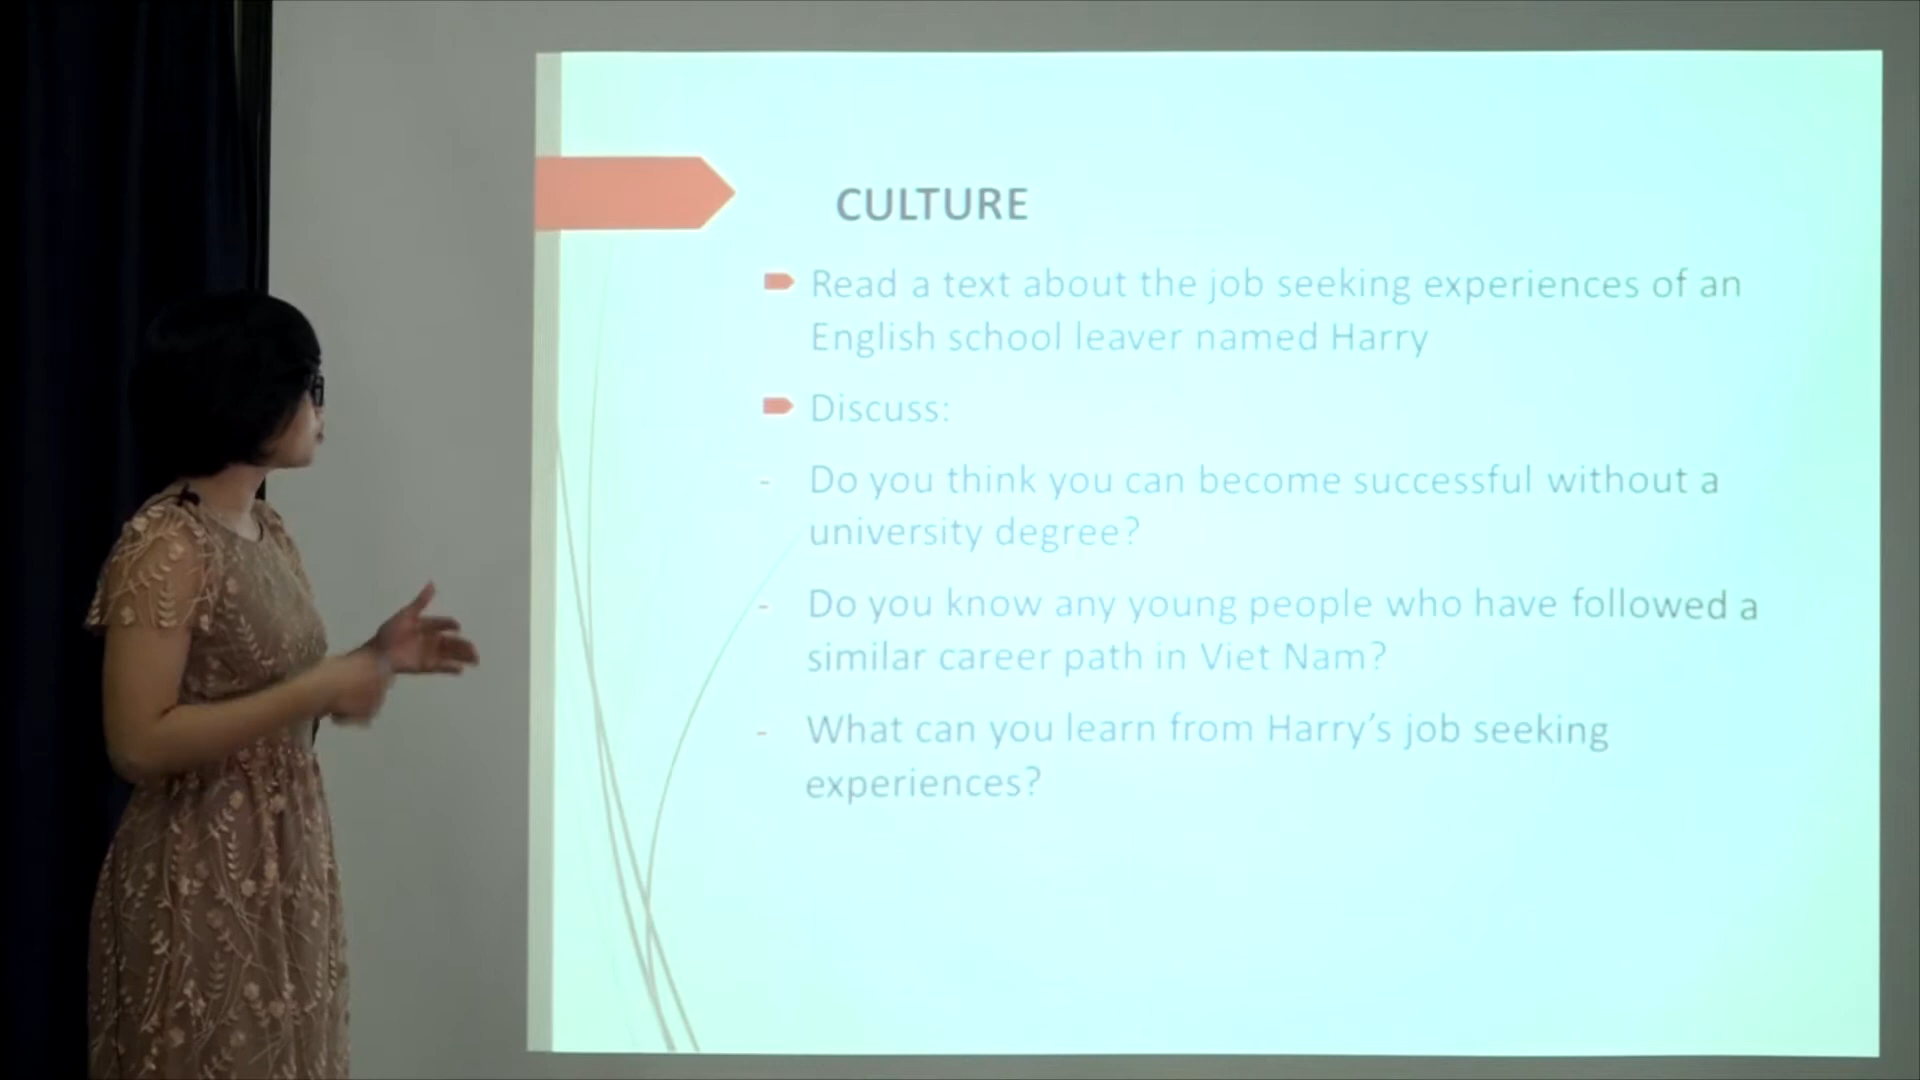 CULTURE
Read a text about the job seeking experiences of an
English school leaver named Harry
Discuss:
- Do you think you can become successful without a
university degree?
- Do you know any young people who have followed a
similar career path in Viet Nam?
- What can you learn from Harry's job seeking
experiences?